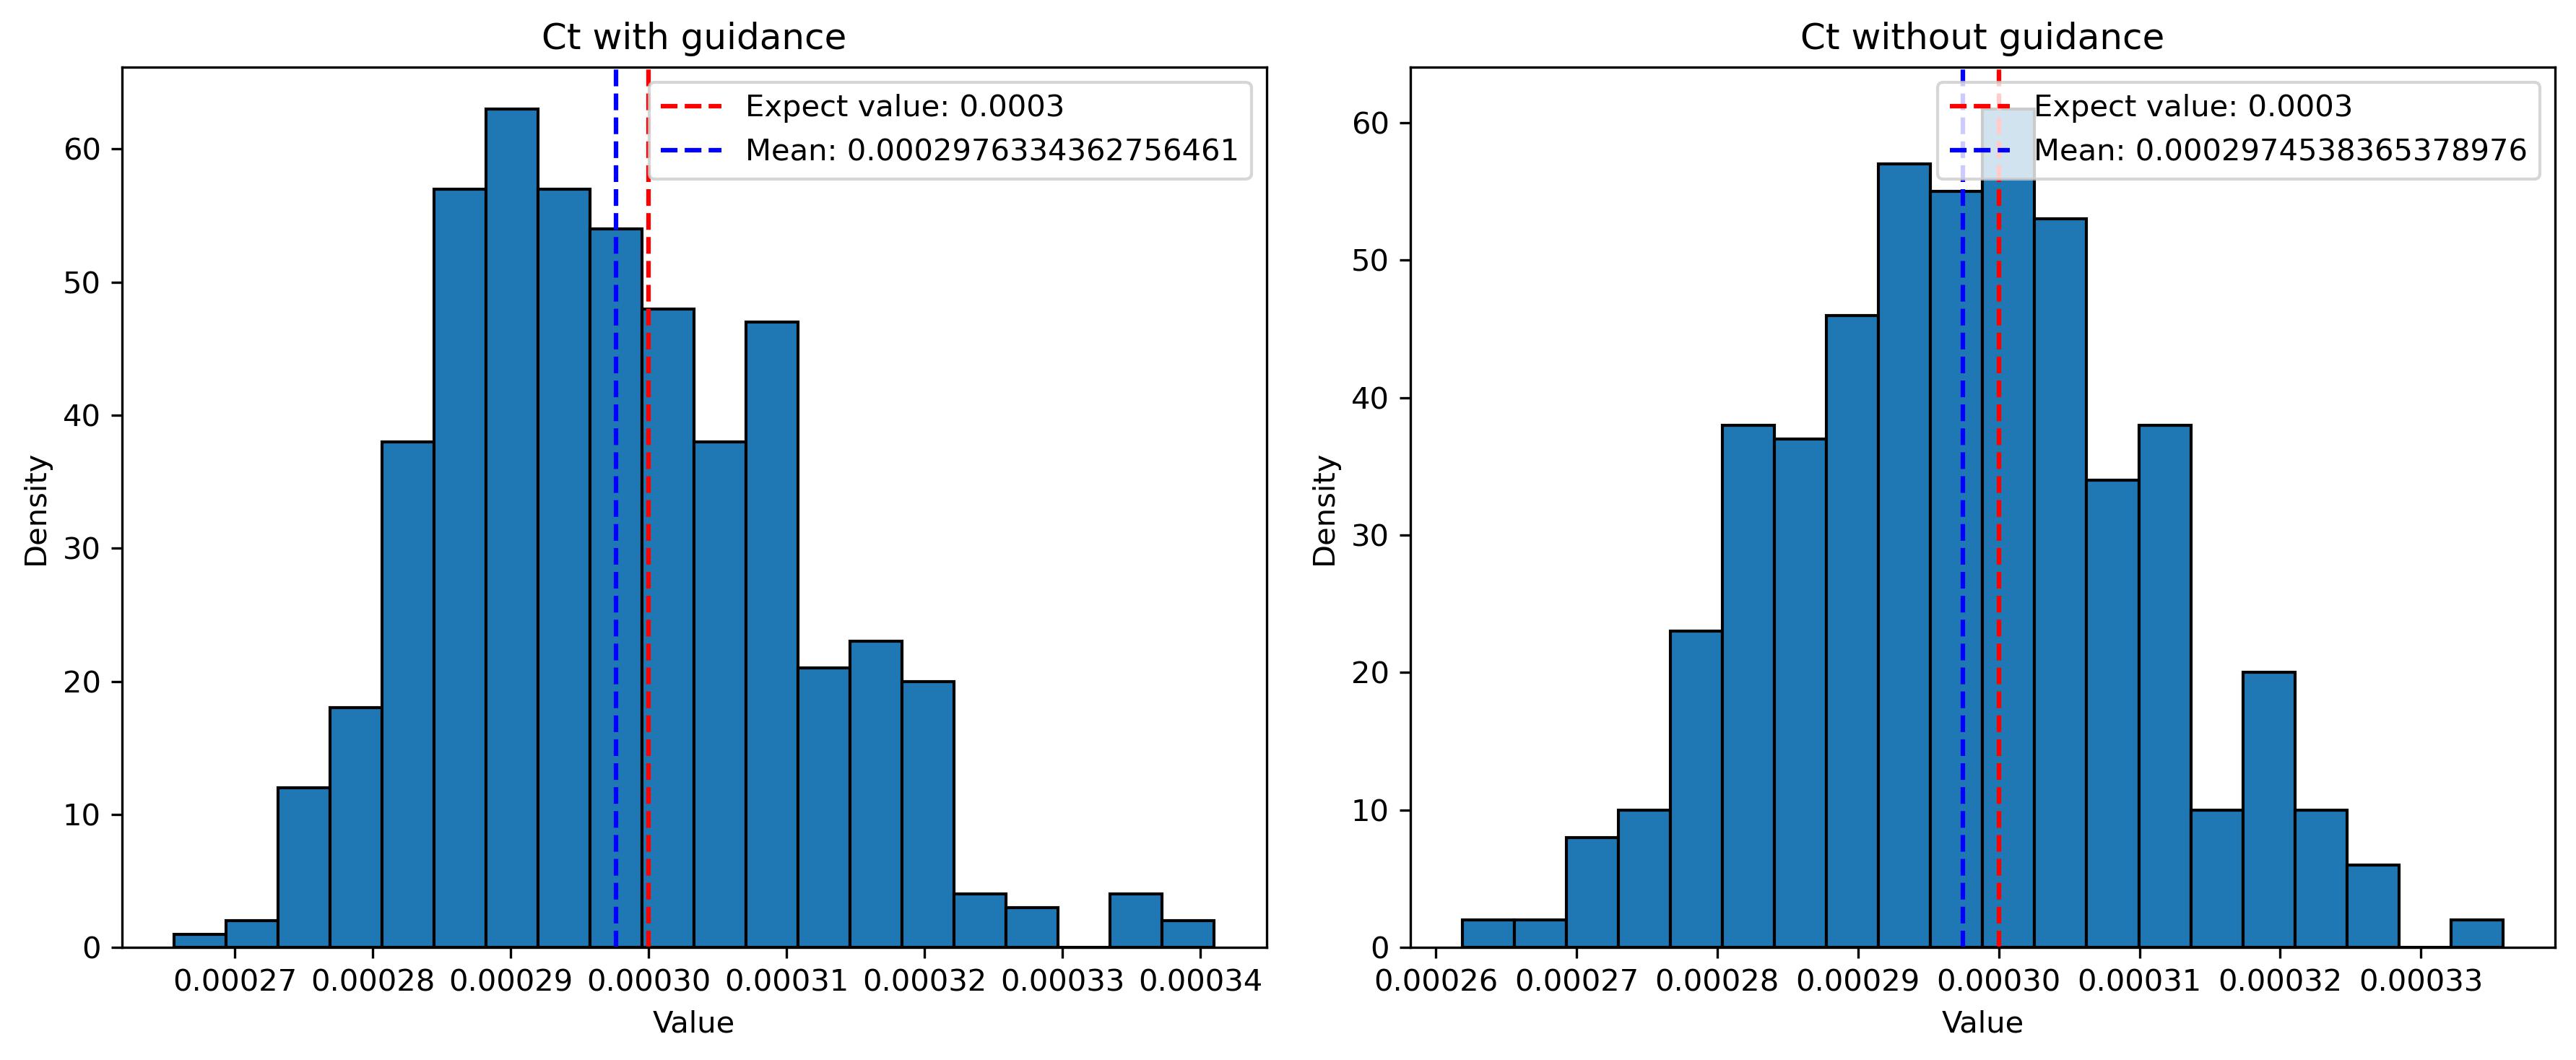 Ct with guidance
Expect value: 0.0003
Mean: 0.0002976334362756461
60
50
40
30
20
10
0
Density
0.00027 0.00028 0.00029 0.00030 0.00031 0.00032 0.00033 0.00034
Value
Ct without guidance
Expect value: 0.0003
Mean: 0.0002974538365378976
60
50
40
30
20
10
0
Density
0.00026 0.00027 0.00028 0.00029 0.00030 0.00031 0.00032 0.00033
Value